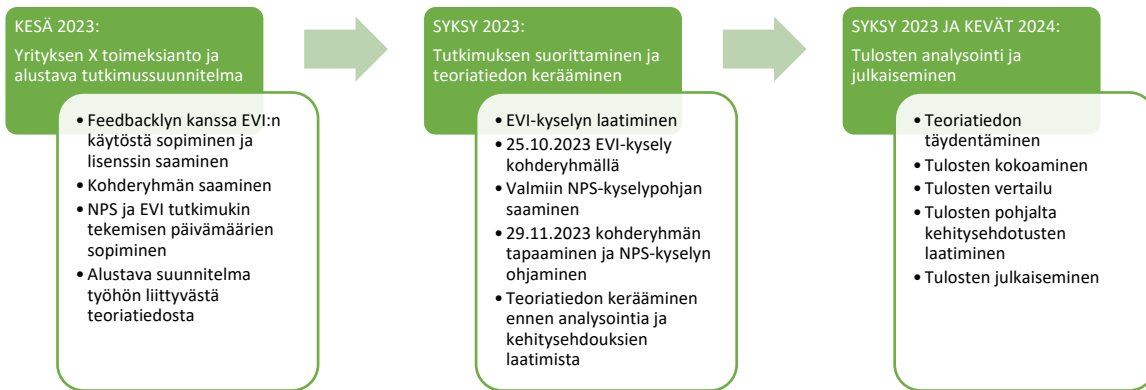 KESÄ 2023:
Yrityksen X toimeksianto ja
alustava tutkimussuunnitelma
• Feedbacklyn kanssa EVI:n
käytöstä sopiminen ja
lisenssin saaminen
• Kohderyhmän saaminen
• NPS ja EVI tutkimukin
tekemisen päivämäärien
sopiminen
• Alustava suunnitelma
työhön liittyvästä
teoriatiedosta
SYKSY 2023:
Tutkimuksen suorittaminen ja
teoriatiedon kerääminen
• EVI-kyselyn laatiminen
• 25.10.2023 EVI-kysely
kohderyhmällä
• Valmiin NPS-kyselypohjan
saaminen
• 29.11.2023 kohderyhmän
tapaaminen ja NPS-kyselyn
ohjaminen
• Teoriatiedon kerääminen
ennen analysointia ja
kehitysehdouksien
laatimista
SYKSY 2023 JA KEVÄT 2024:
Tulosten analysointi ja
julkaiseminen
• Teoriatiedon
täydentäminen
• Tulosten kokoaminen
• Tulosten vertailu
• Tulosten pohjalta
kehitysehdotusten
laatiminen
• Tulosten julkaiseminen